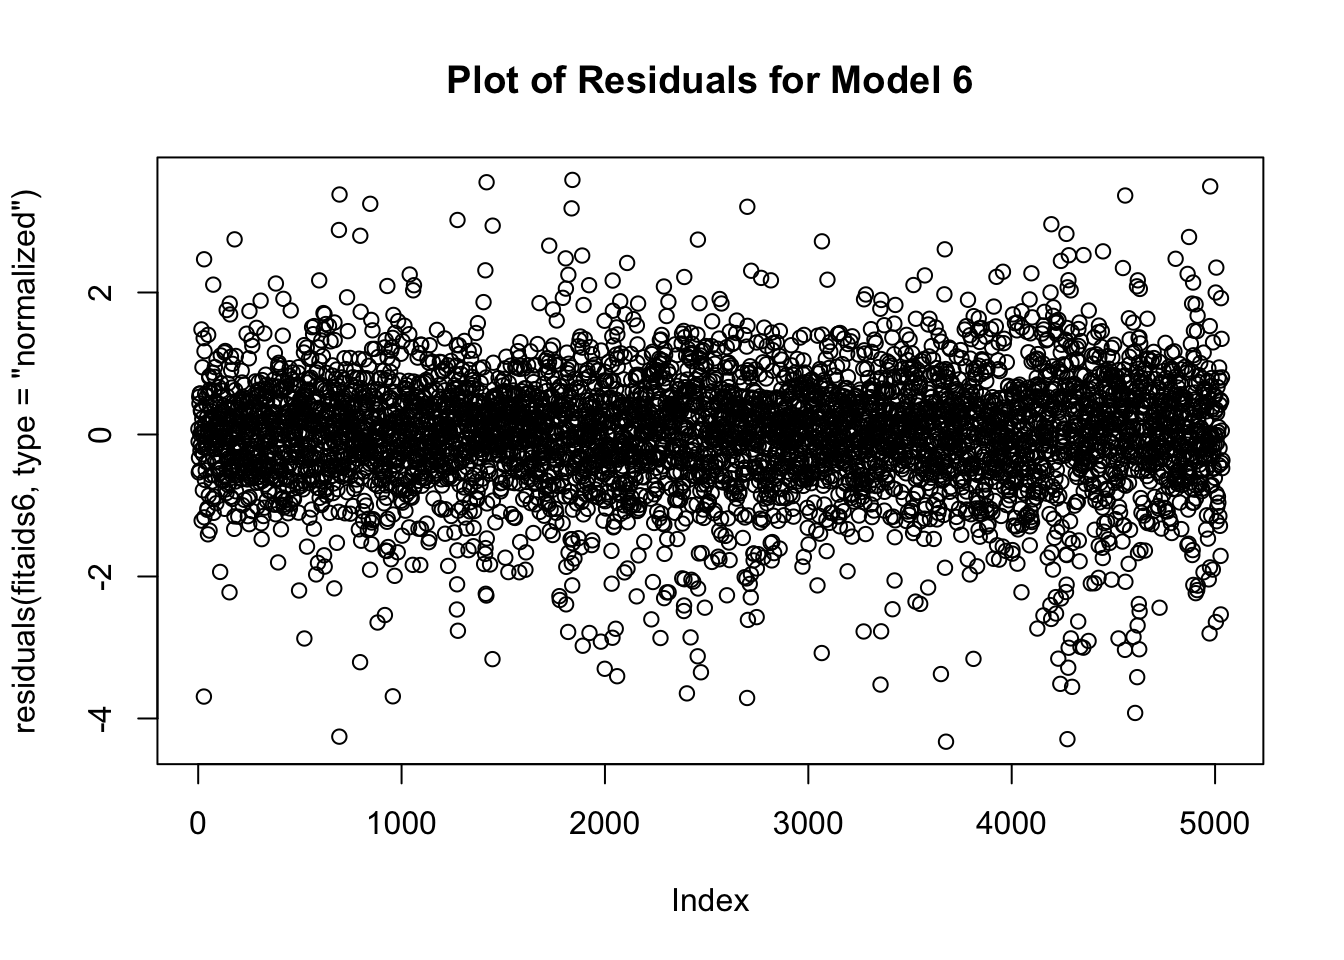 Plot of Residuals for Model 6
residuals(fitaids6, type = "normalized")
2
0
-2
-4
0 1000 2000 3000 4000 5000
Index